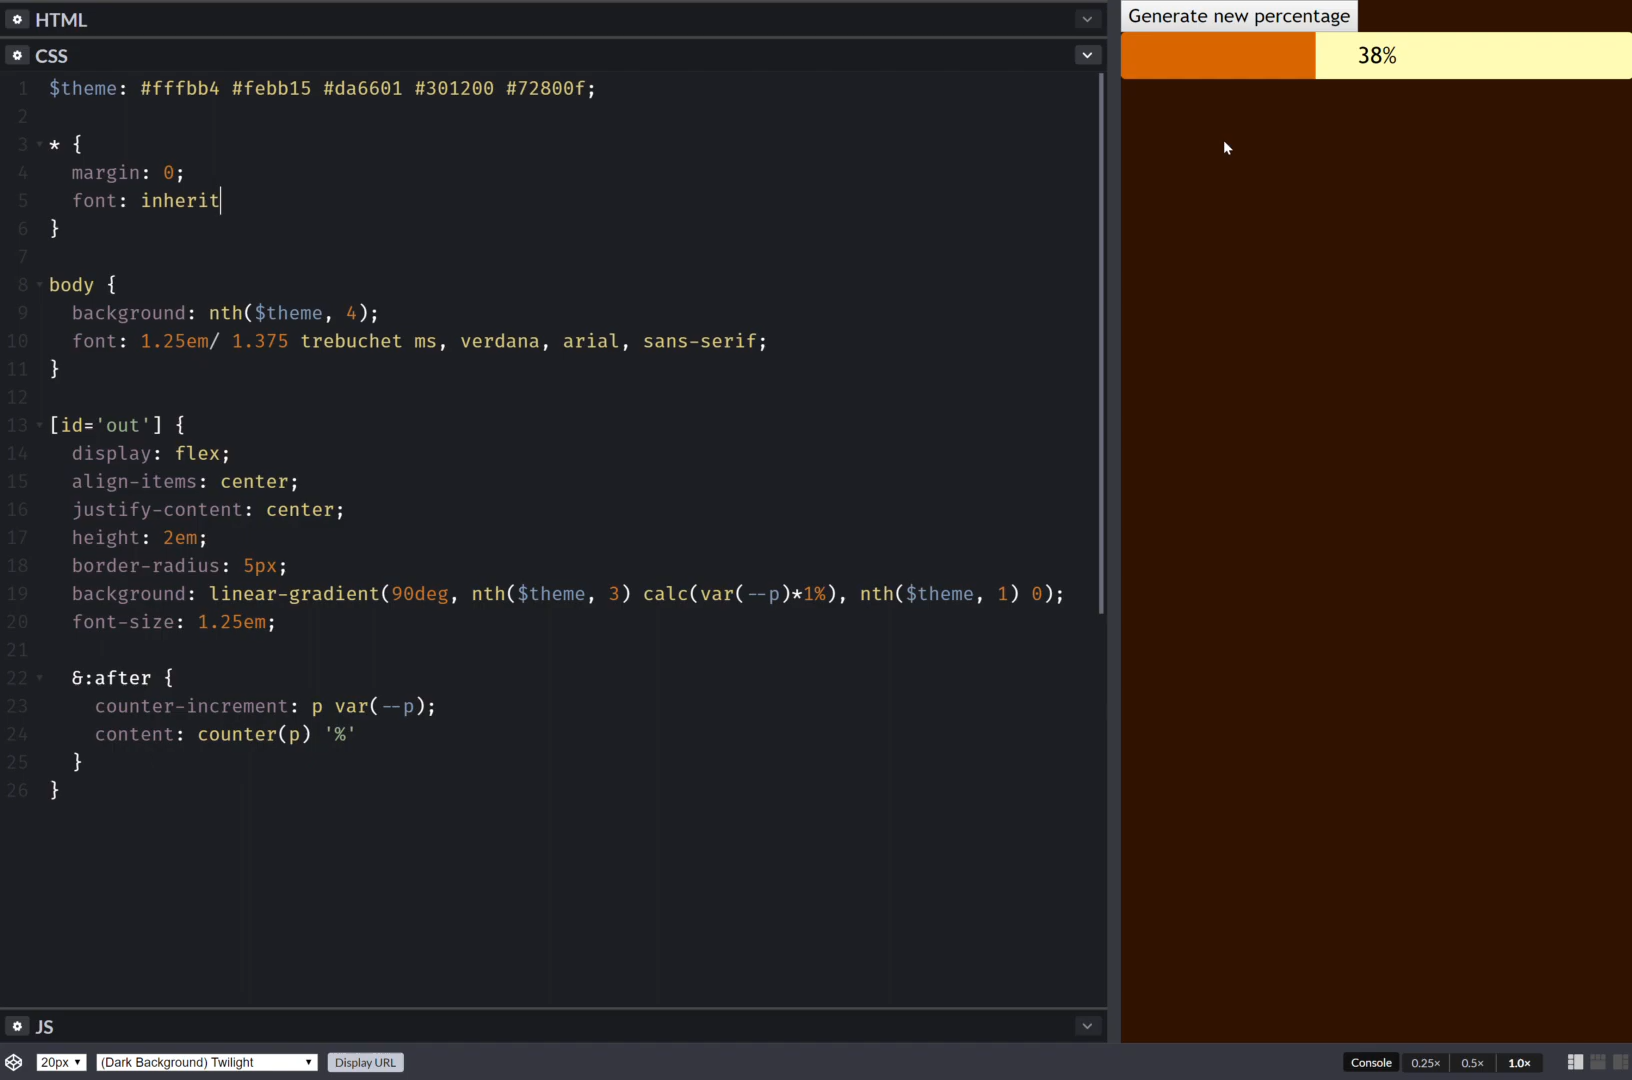 HTML
CSS
1 $theme: #fffbb4 #febb15 #da6601 #301200 #72800f;
2
3 * {
4 margin: 0;
5 font: inherit
6 }
7
8 body {
9 background: nth($theme, 4);
10 font: 1.25em/ 1.375 trebuchet ms, verdana, arial, sans-serif;
11 }
12
13 [id='out'] {
14 display: flex;
15 align-items: center;
16 justify-content: center;
17 height: 2em;
18 border-radius: 5px;
19 background: linear-gradient(90deg, nth($theme, 3) calc(var(--p)*1%), nth($theme, 1) 0);
20 font-size: 1.25em;
21
22 &:after {
23 counter-increment: p var(--p);
24 content: counter(p) '%'
25 }
26 }
JS
Generate new percentage
38%
20px (Dark Background) Twilight Display URL Console 0.25× 0.5× 1.0×